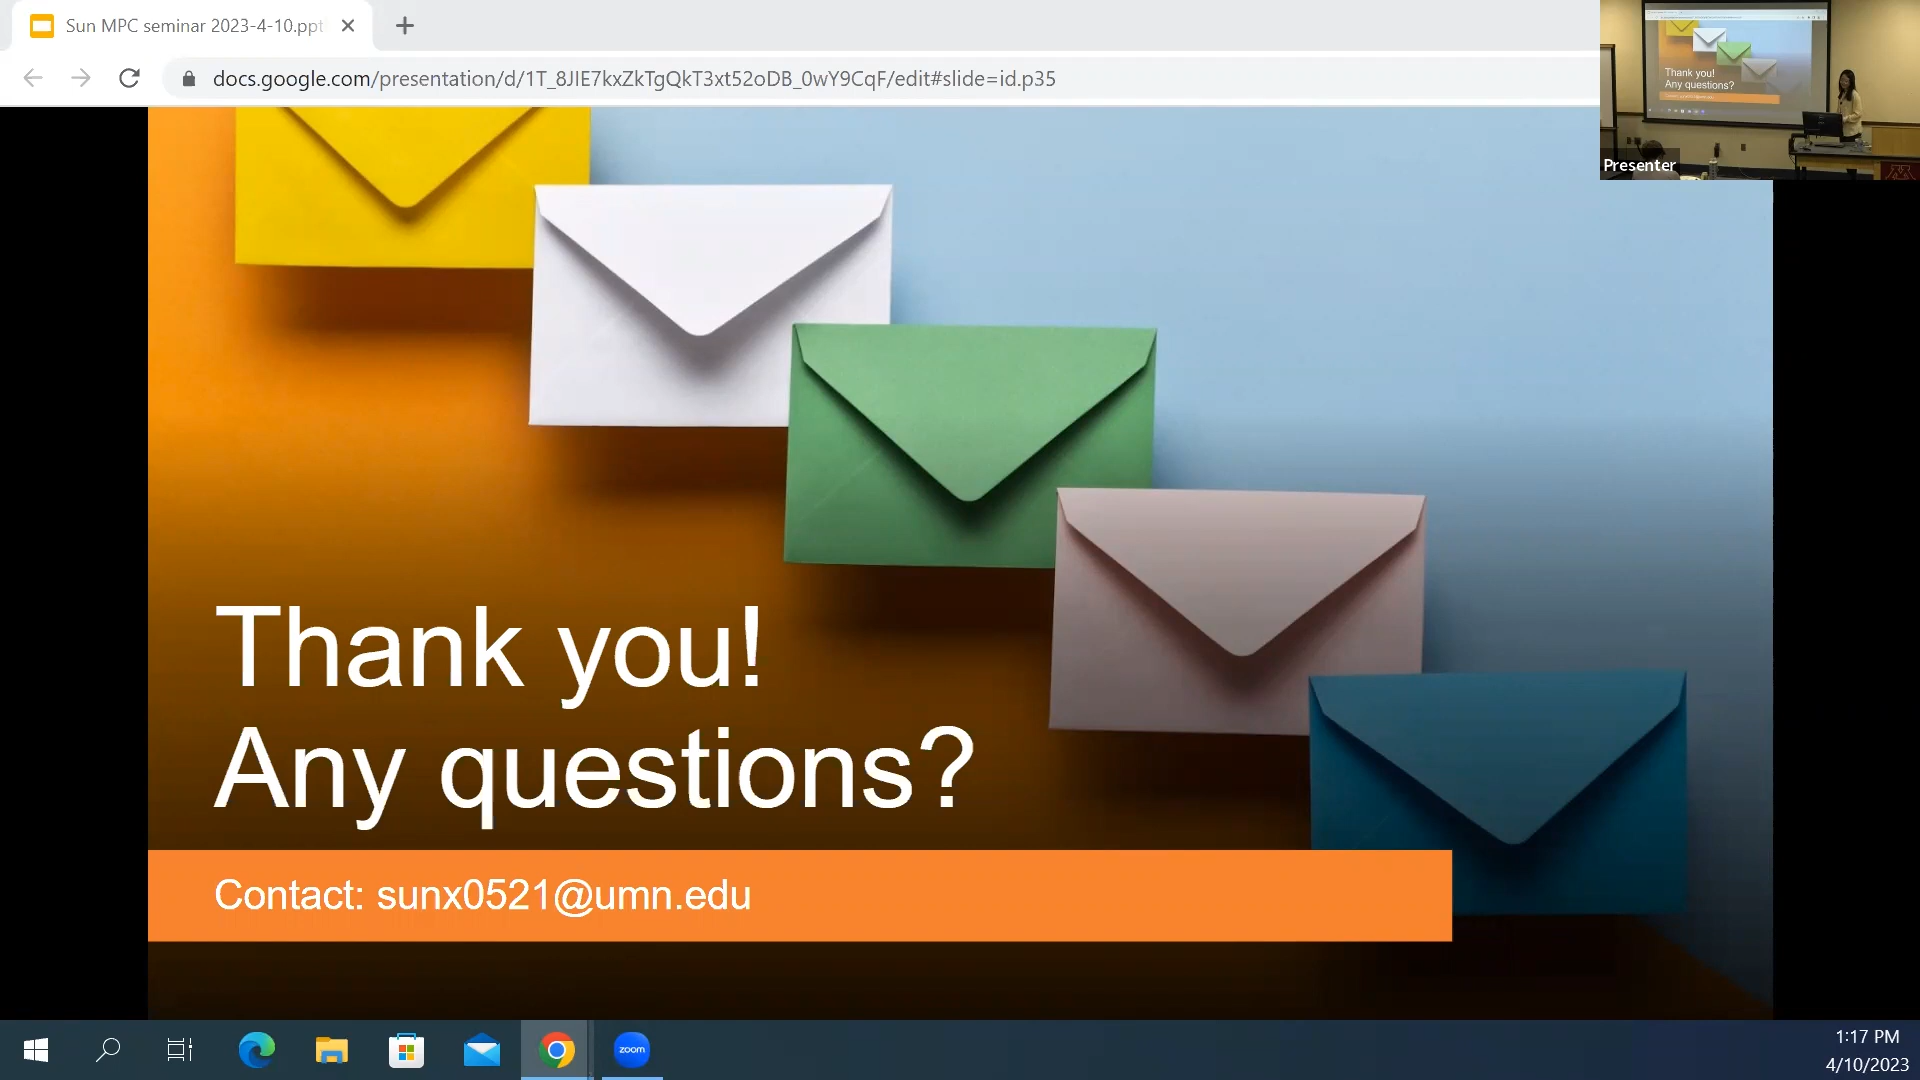 Sun MPC seminar 2023-4-10.ppt
docs.google.com/presentation/d/1T_8JIE7kxZkTgQkT3xt52oDB_0wY9CqF/edit#slide=id.p35
Thank you!
Any questions?
Presenter
Thank you!
Any questions?
Contact: sunx0521@umn.edu
zoom
1:17 PM
4/10/2023